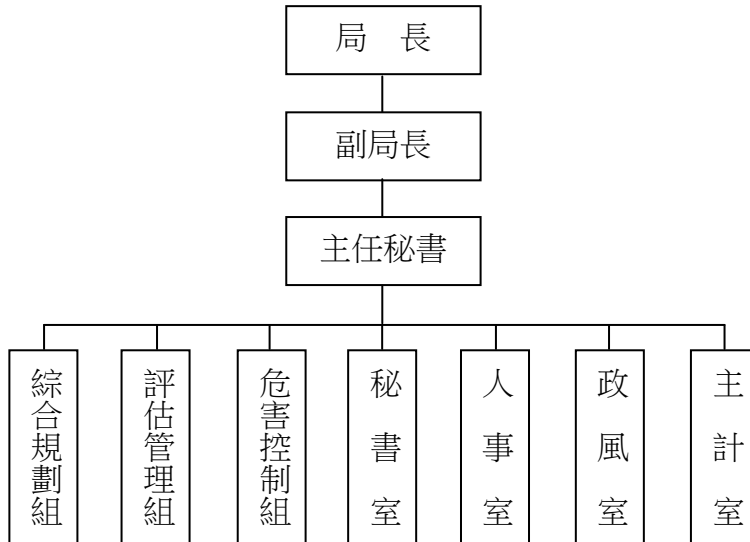 局　長
副局長
主任秘書
綜合規劃組
評估管理組
危害控制組
秘書室
人事室
政風室
主計室